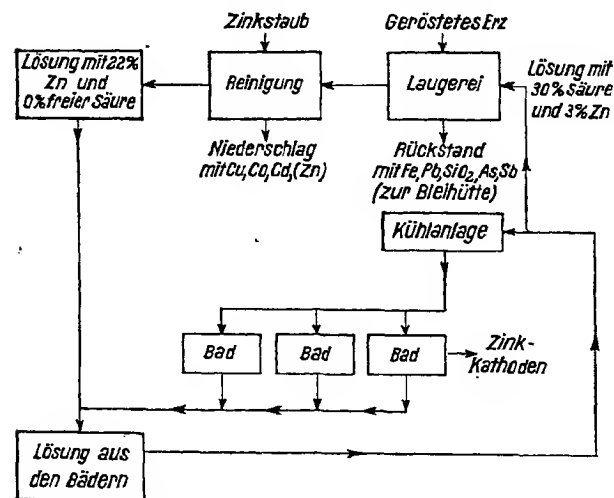 Zinkstaub
Geröstetes Erz
Lösung mit 22%
Zn und
0% freier Säure
Reinigung
Laugerei
Lösung mit
30% Säure
und 3% Zn
Niederschlag
mit Cu, Co, Cd, (Zn)
Rückstand
mit Fe, Pb, SiO₂, As, Sb
(zur Bleihütte)
Kühlanlage
Bad
Bad
Bad
Zink-
Kathoden
Lösung aus
den Bädern